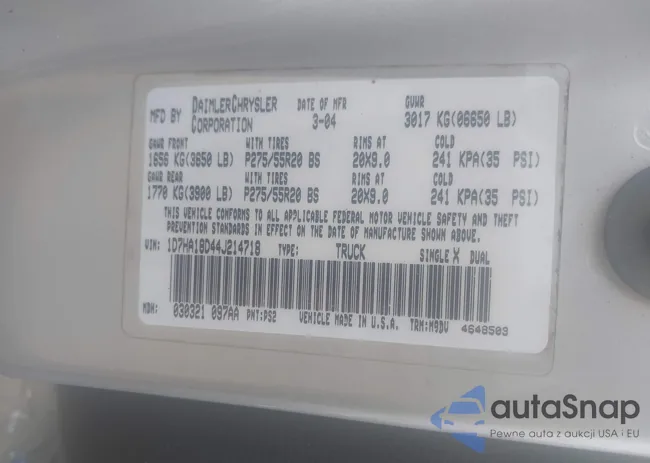 MFD BY DAIMLERCHRYSLER CORPORATION DATE OF MFR 3-04 GVWR 3017 KG(06650 LB)
GAWR FRONT WITH TIRES RIMS AT COLD
1656 KG(3650 LB) P275/55R20 BS 20X9.0 241 KPA(35 PSI)
GAWR REAR WITH TIRES RIMS AT COLD
1770 KG(3900 LB) P275/55R20 BS 20X9.0 241 KPA(35 PSI)
THIS VEHICLE CONFORMS TO ALL APPLICABLE FEDERAL MOTOR VEHICLE SAFETY AND THEFT
PREVENTION STANDARDS IN EFFECT ON THE DATE OF MANUFACTURE SHOWN ABOVE.
VIN: 1D7HA18D44J214718 TYPE: TRUCK SINGLE X DUAL
MDH: 030321 097AA PNT:PS2 VEHICLE MADE IN U.S.A. TRM:M9DV 4648509
autaSnap
Pewne auta z aukcji USA i EU